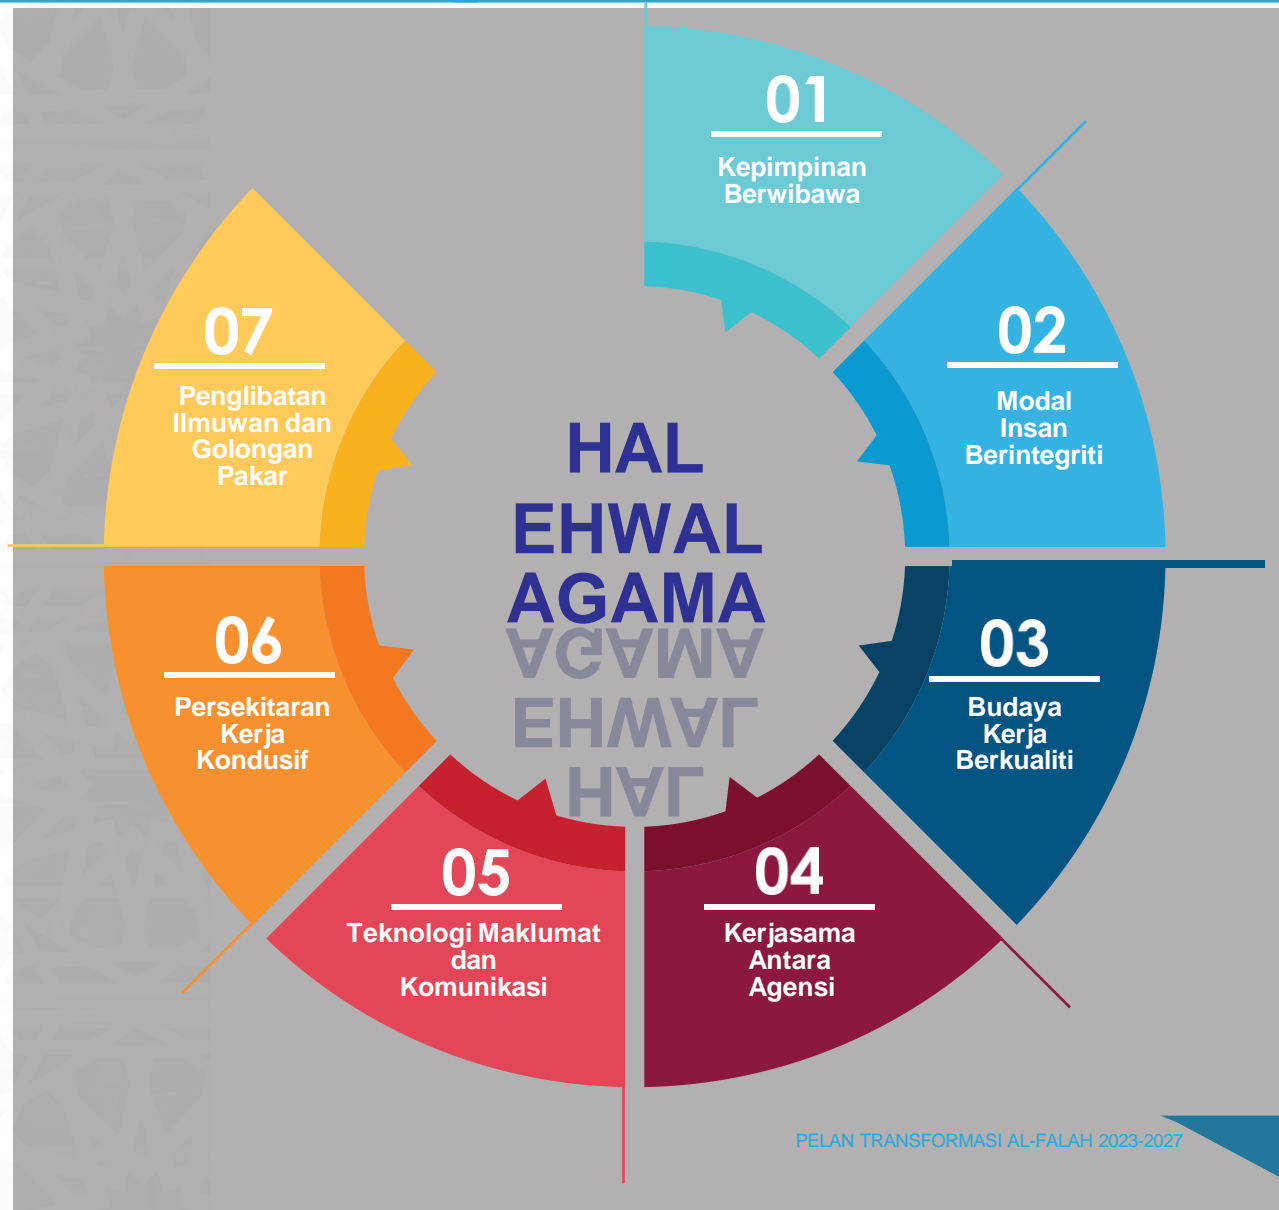 01
Kepimpinan
Berwibawa
02
Modal
Insan
Berintegriti
03
Budaya
Kerja
Berkualiti
04
Kerjasama
Antara
Agensi
05
Teknologi Maklumat
dan
Komunikasi
06
Persekitaran
Kerja
Kondusif
07
Penglibatan
Ilmuwan dan
Golongan
Pakar
HAL
EHWAL
AGAMA
PELAN TRANSFORMASI AL-FALAH 2023-2027